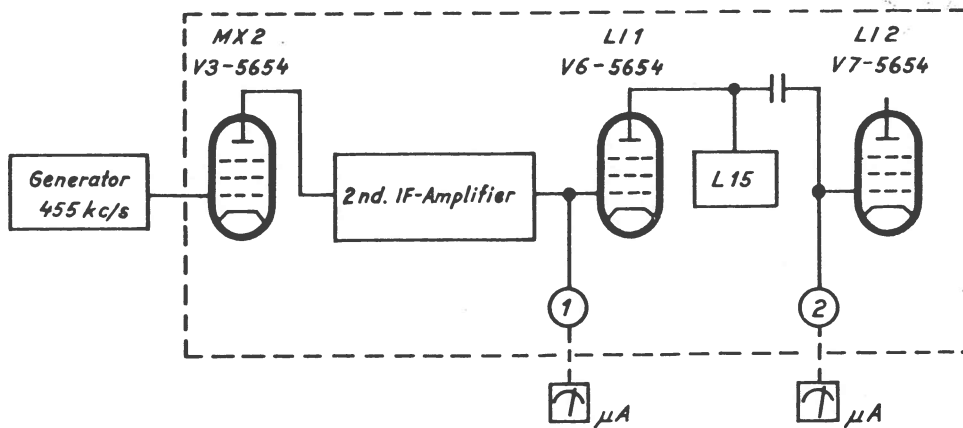 MX2
V3-5654
LI1
V6-5654
LI2
V7-5654
Generator
455 kc/s
2nd. IF-Amplifier
L15
1
2
μA
μA